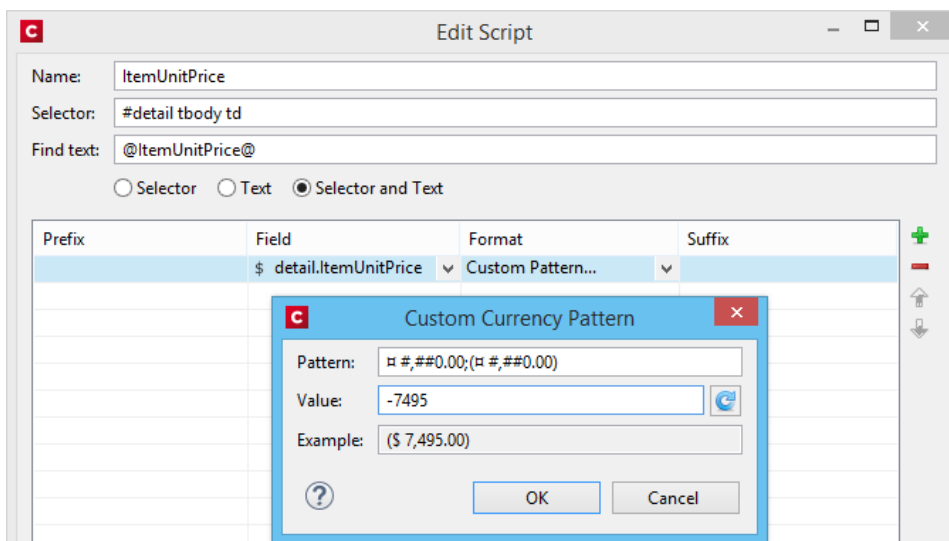 C Edit Script
Name: ItemUnitPrice
Selector: #detail tbody td
Find text: @ItemUnitPrice@
Selector Text Selector and Text
Prefix Field Format Suffix
$ detail.ItemUnitPrice Custom Pattern...
C Custom Currency Pattern
Pattern: ¤ #,##0.00;(¤ #,##0.00)
Value: -7495
Example: ($ 7,495.00)
? OK Cancel